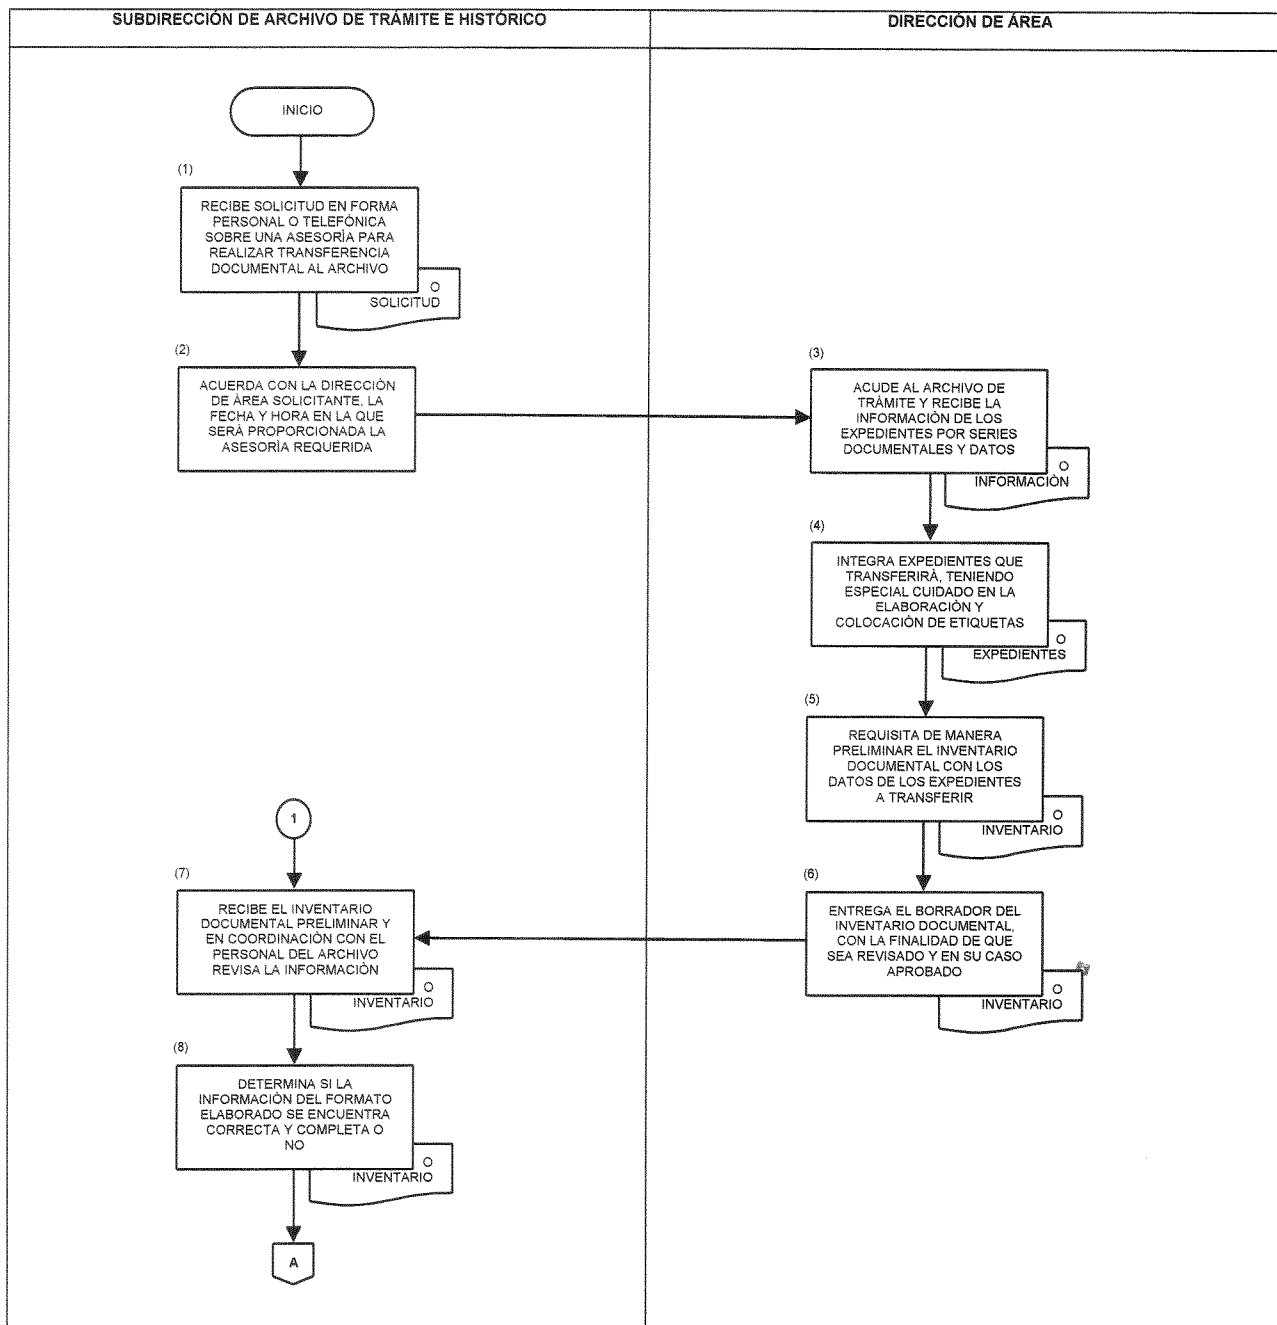 SUBDIRECCIÓN DE ARCHIVO DE TRÁMITE E HISTÓRICO
DIRECCIÓN DE ÁREA
INICIO
(1)
RECIBE SOLICITUD EN FORMA
PERSONAL O TELEFÓNICA
SOBRE UNA ASESORÍA PARA
REALIZAR TRANSFERENCIA
DOCUMENTAL AL ARCHIVO
O
SOLICITUD
(2)
ACUERDA CON LA DIRECCIÓN
DE ÁREA SOLICITANTE, LA
FECHA Y HORA EN LA QUE
SERÁ PROPORCIONADA LA
ASESORÍA REQUERIDA
(3)
ACUDE AL ARCHIVO DE
TRÁMITE Y RECIBE LA
INFORMACIÓN DE LOS
EXPEDIENTES POR SERIES
DOCUMENTALES Y DATOS
O
INFORMACIÓN
(4)
INTEGRA EXPEDIENTES QUE
TRANSFERIRÁ, TENIENDO
ESPECIAL CUIDADO EN LA
ELABORACIÓN Y
COLOCACIÓN DE ETIQUETAS
O
EXPEDIENTES
(5)
REQUISITA DE MANERA
PRELIMINAR EL INVENTARIO
DOCUMENTAL CON LOS
DATOS DE LOS EXPEDIENTES
A TRANSFERIR
O
INVENTARIO
(6)
ENTREGA EL BORRADOR DEL
INVENTARIO DOCUMENTAL,
CON LA FINALIDAD DE QUE
SEA REVISADO Y EN SU CASO
APROBADO
O
INVENTARIO
1
(7)
RECIBE EL INVENTARIO
DOCUMENTAL PRELIMINAR Y
EN COORDINACIÓN CON EL
PERSONAL DEL ARCHIVO
REVISA LA INFORMACIÓN
O
INVENTARIO
(8)
DETERMINA SI LA
INFORMACIÓN DEL FORMATO
ELABORADO SE ENCUENTRA
CORRECTA Y COMPLETA O
NO
O
INVENTARIO
A